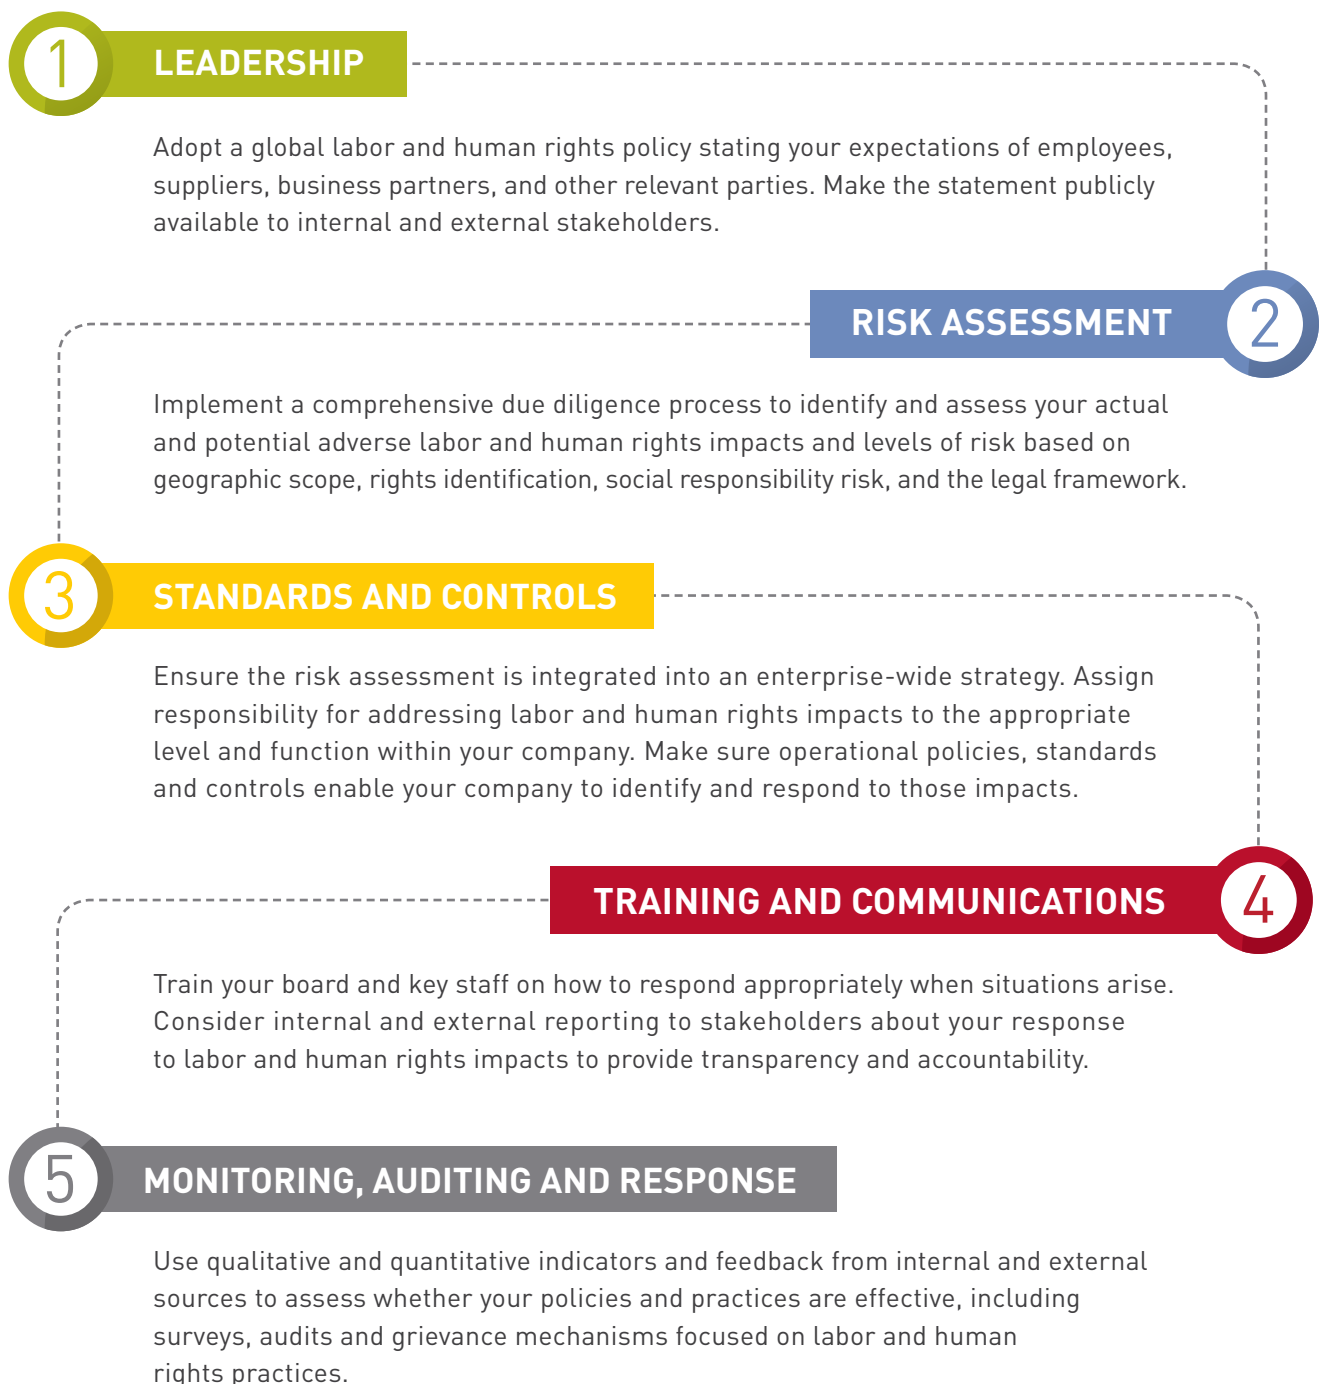 1 LEADERSHIP
Adopt a global labor and human rights policy stating your expectations of employees,
suppliers, business partners, and other relevant parties. Make the statement publicly
available to internal and external stakeholders.
RISK ASSESSMENT 2
Implement a comprehensive due diligence process to identify and assess your actual
and potential adverse labor and human rights impacts and levels of risk based on
geographic scope, rights identification, social responsibility risk, and the legal framework.
3 STANDARDS AND CONTROLS
Ensure the risk assessment is integrated into an enterprise-wide strategy. Assign
responsibility for addressing labor and human rights impacts to the appropriate
level and function within your company. Make sure operational policies, standards
and controls enable your company to identify and respond to those impacts.
TRAINING AND COMMUNICATIONS 4
Train your board and key staff on how to respond appropriately when situations arise.
Consider internal and external reporting to stakeholders about your response
to labor and human rights impacts to provide transparency and accountability.
5 MONITORING, AUDITING AND RESPONSE
Use qualitative and quantitative indicators and feedback from internal and external
sources to assess whether your policies and practices are effective, including
surveys, audits and grievance mechanisms focused on labor and human
rights practices.